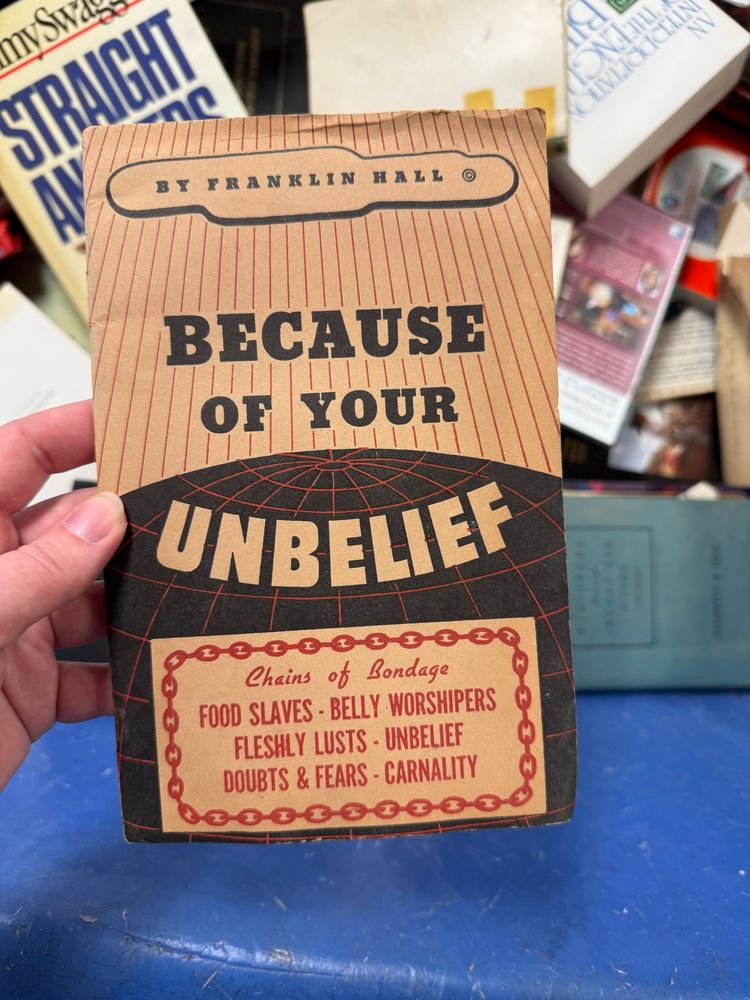 BY FRANKLIN HALL ©
BECAUSE
OF YOUR
UNBELIEF
Chains of Bondage
FOOD SLAVES - BELLY WORSHIPERS
FLESHLY LUSTS - UNBELIEF
DOUBTS & FEARS - CARNALITY
STRAIGHT
AN